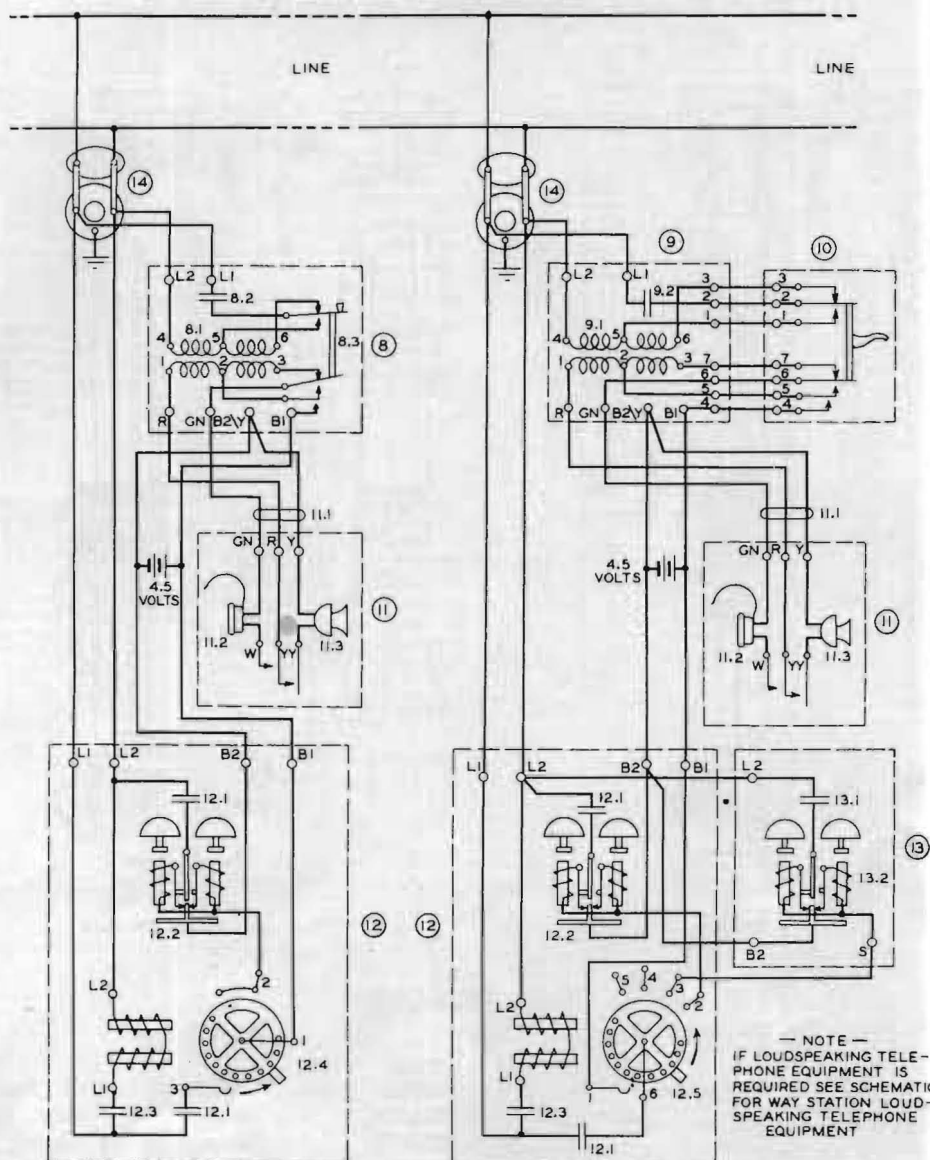 LINE
LINE
14
14
9
10
L2
L1
8.2
8.1
4
5
6
1
2
3
8.3
8
R
GN
B2\Y
B1
L2
L1
9.2
9.1
4
5
6
2
3
3
2
1
7
6
5
4
3
2
1
7
6
5
4
R
GN
B2
Y
B1
11.1
GN
R
Y
4.5
VOLTS
11
11.2
11.3
W
YY
11.1
GN
R
Y
4.5
VOLTS
11
11.2
11.3
W
YY
L1
L2
B2
B1
12.1
12.2
12
2
L2
1
12.4
L1
3
12.3
12.1
L1
L2
B2
B1
L2
12.1
13.1
13
13.2
12.2
12
B2
S
5
4
3
2
L2
L1
1
6
12.5
12.3
12.1
— NOTE —
IF LOUDSPEAKING TELE-
PHONE EQUIPMENT IS
REQUIRED SEE SCHEMATIC
FOR WAY STATION LOUD-
SPEAKING TELEPHONE
EQUIPMENT